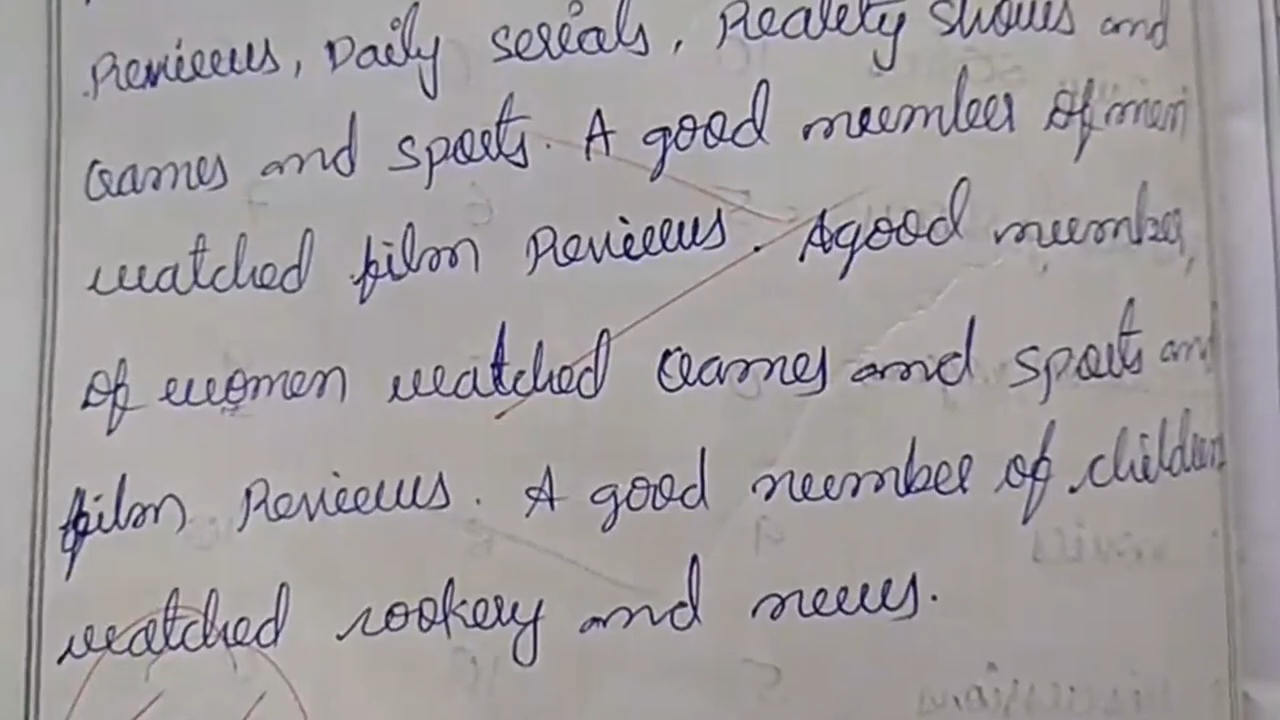 Reviews, Daily serials, Reality shows and
Games and sports. A good number of men
watched film Reviews. A good number
of women watched Games and sports and
film Reviews. A good number of children
watched cookery and news.